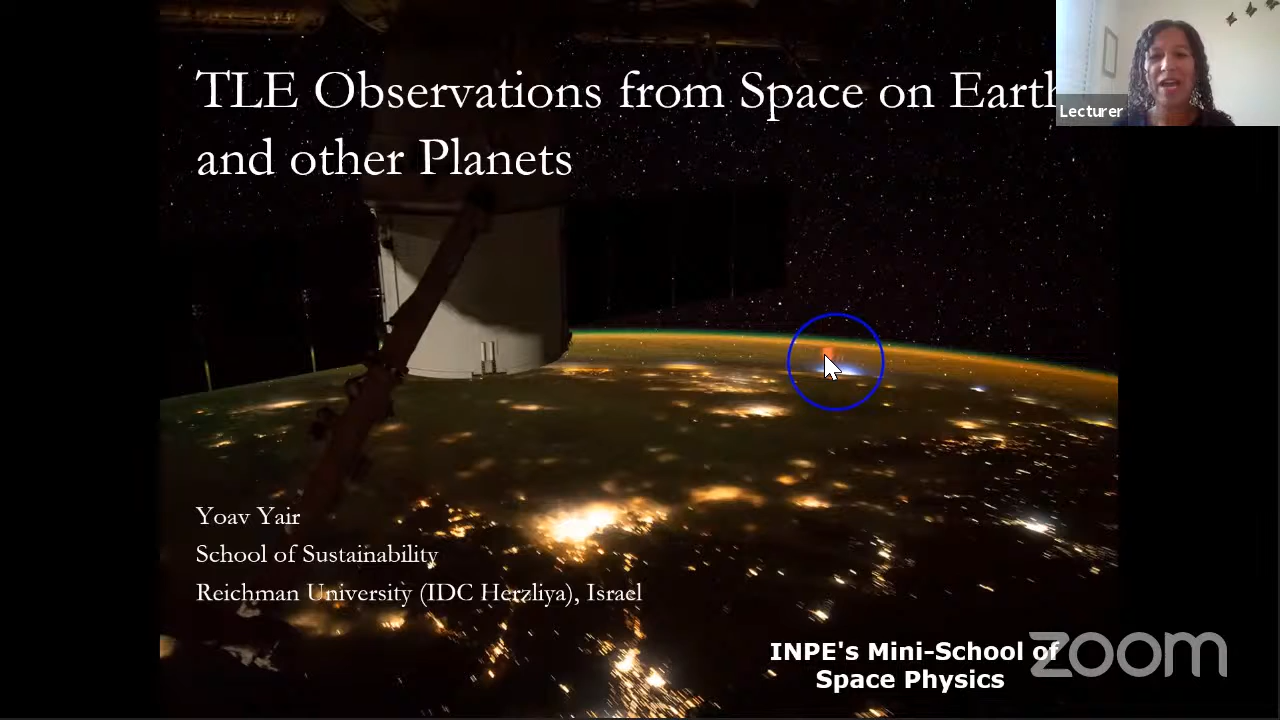 TLE Observations from Space on Earth
and other Planets
Lecturer
Yoav Yair
School of Sustainability
Reichman University (IDC Herzliya), Israel
INPE's Mini-School of
Space Physics
zoom